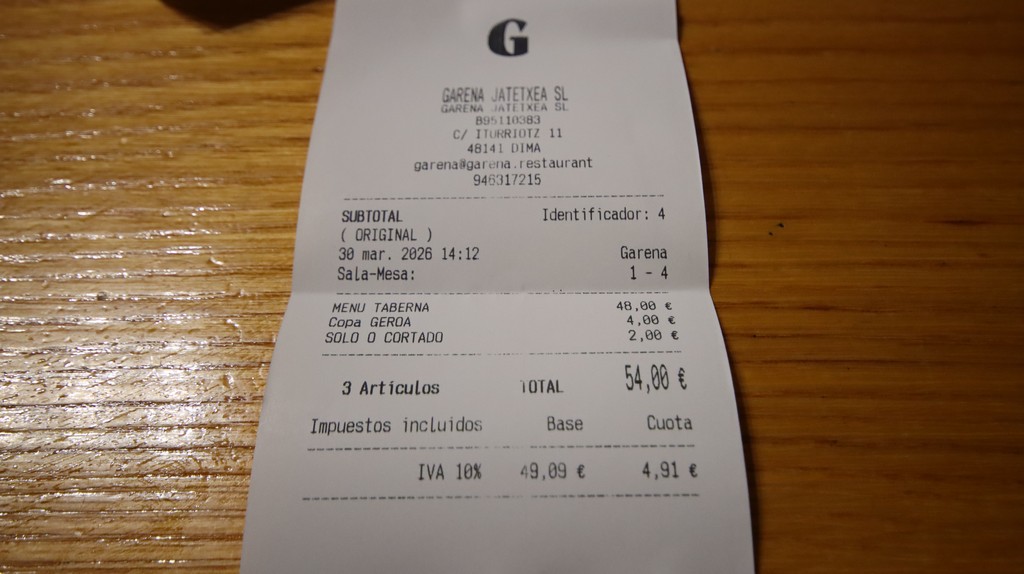 G
GARENA JATETXEA SL
GARENA JATETXEA SL
B95110383
C/ ITURRIOTZ 11
48141 DIMA
garena@garena.restaurant
946317215
SUBTOTAL Identificador: 4
( ORIGINAL )
30 mar. 2026 14:12 Garena
Sala-Mesa: 1 - 4
MENU TABERNA 48,00 €
Copa GEROA 4,00 €
SOLO O CORTADO 2,00 €
3 Artículos TOTAL 54,00 €
Impuestos incluidos Base Cuota
IVA 10% 49,09 € 4,91 €